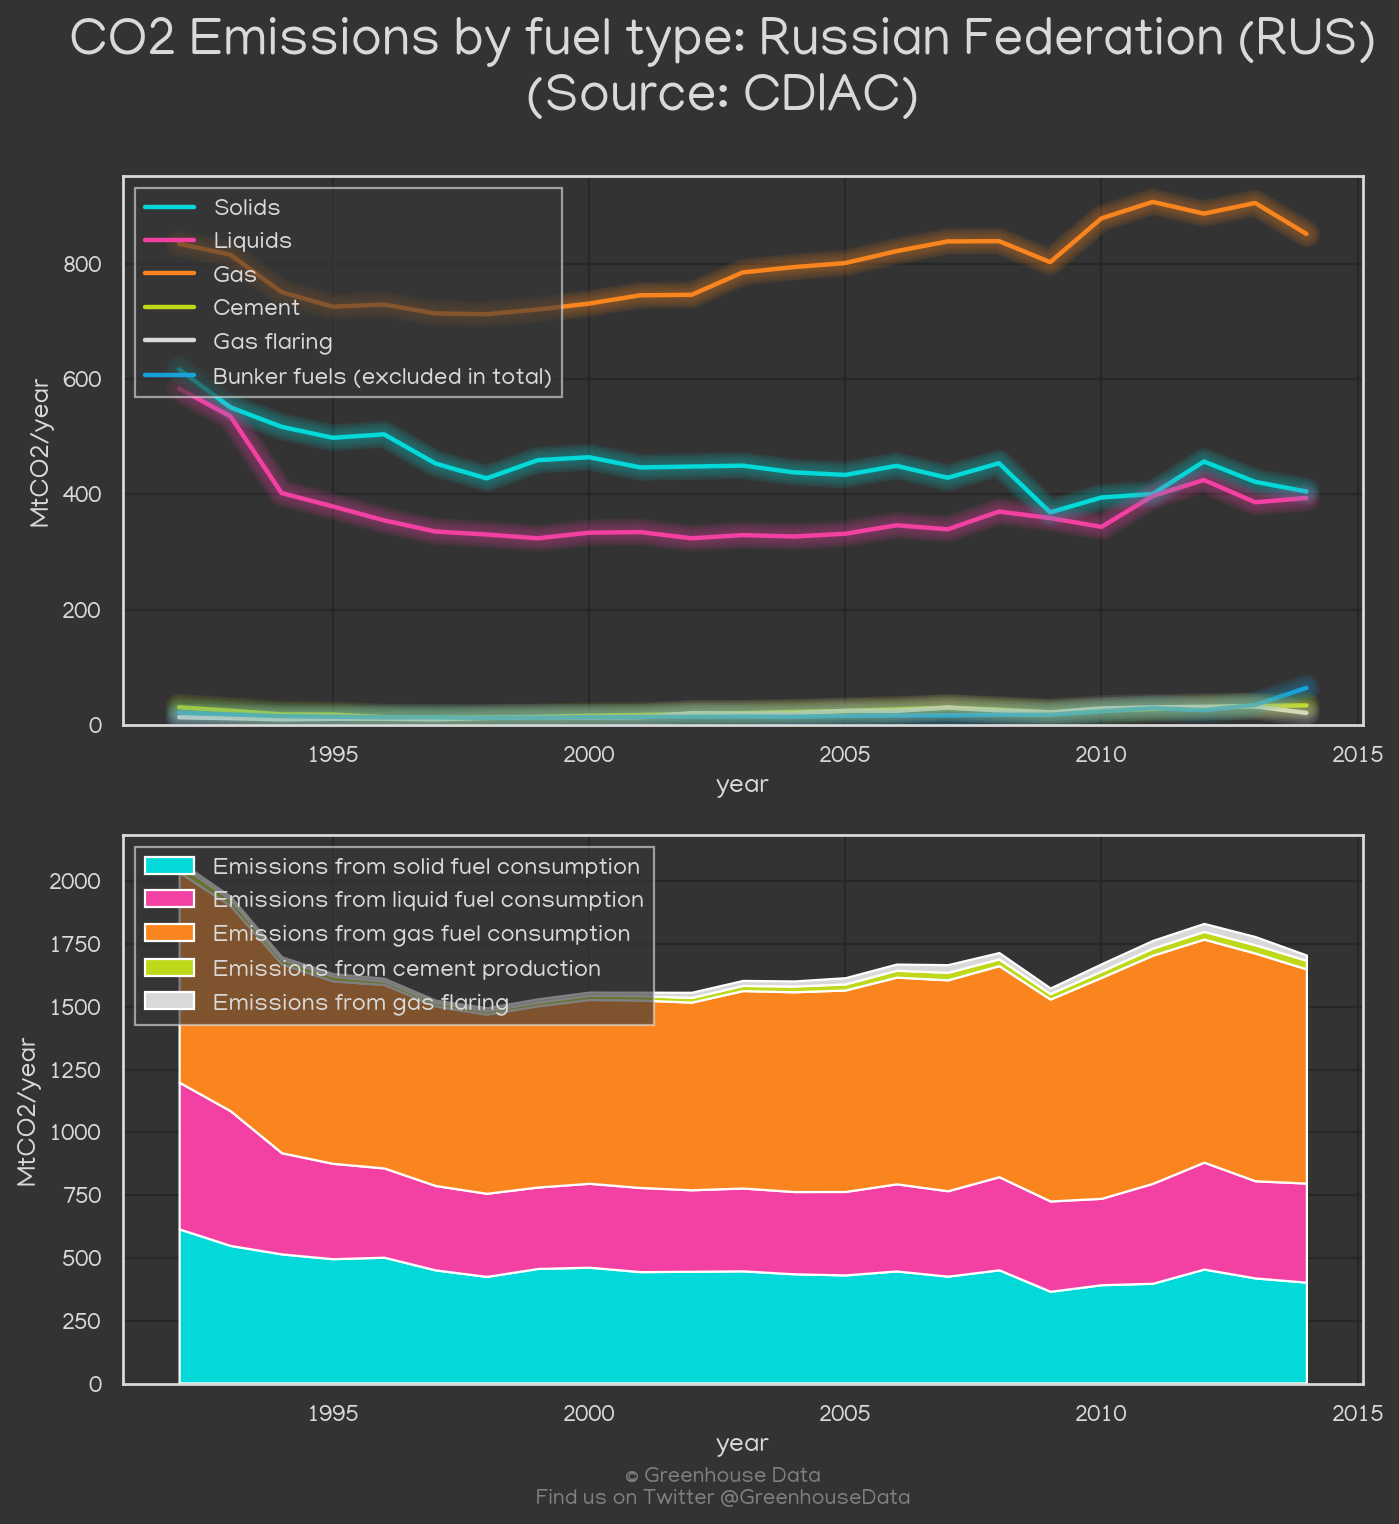 CO2 Emissions by fuel type: Russian Federation (RUS)
(Source: CDIAC)
Solids
Liquids
Gas
Cement
Gas flaring
Bunker fuels (excluded in total)
MtCO2/year
800
600
400
200
0
1995 2000 2005 2010 2015
year
Emissions from solid fuel consumption
Emissions from liquid fuel consumption
Emissions from gas fuel consumption
Emissions from cement production
Emissions from gas flaring
MtCO2/year
2000
1750
1500
1250
1000
750
500
250
0
1995 2000 2005 2010 2015
year
© Greenhouse Data
Find us on Twitter @GreenhouseData